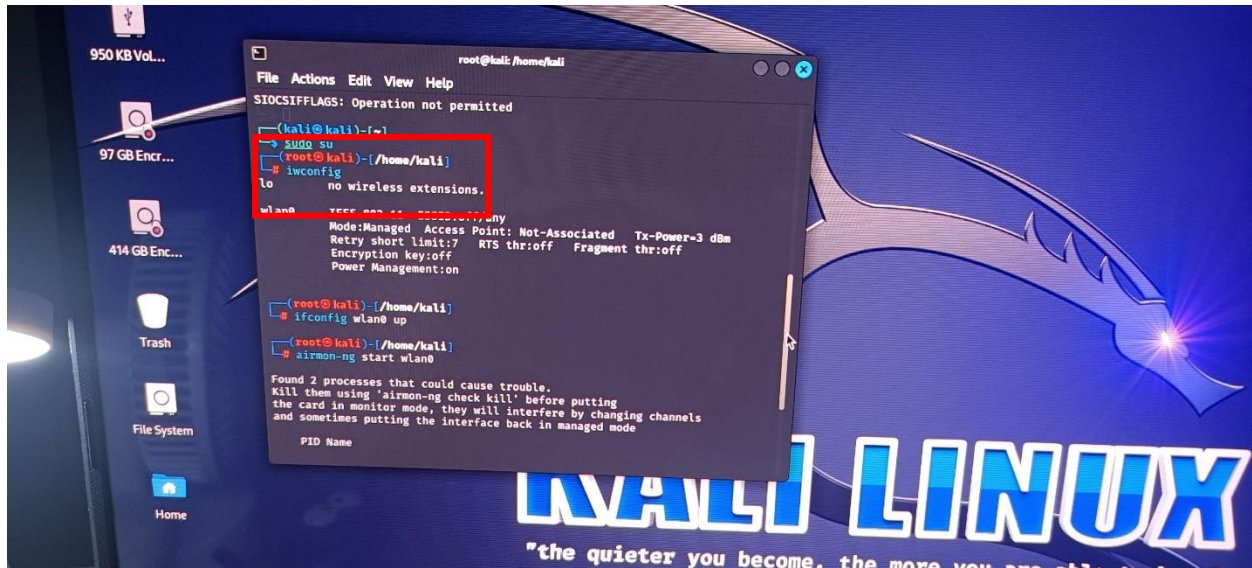 950 KB Vol...
97 GB Encr...
414 GB Enc...
Trash
File System
Home
root@kali: /home/kali
File Actions Edit View Help
SIOCSIFFLAGS: Operation not permitted
(kali㉿kali)-[~]
sudo su
(root㉿kali)-[/home/kali]
# iwconfig
lo no wireless extensions.
wlan0
Mode:Managed Access Point: Not-Associated Tx-Power=3 dBm
Retry short limit:7 RTS thr:off Fragment thr:off
Encryption key:off
Power Management:on
(root㉿kali)-[/home/kali]
# ifconfig wlan0 up
(root㉿kali)-[/home/kali]
# airmon-ng start wlan0
Found 2 processes that could cause trouble.
Kill them using 'airmon-ng check kill' before putting
the card in monitor mode, they will interfere by changing channels
and sometimes putting the interface back in managed mode
PID Name
KALI LINUX
"the quieter you become, the more you are